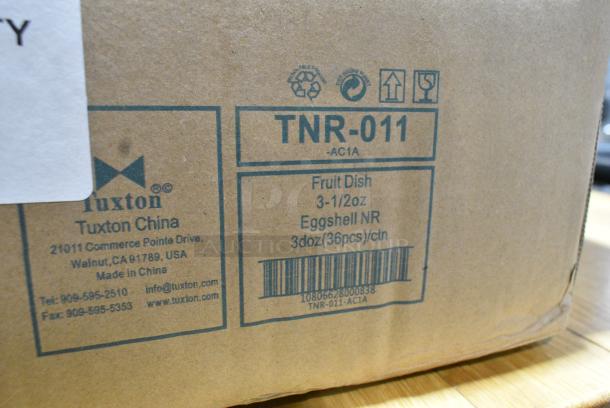 TY
Tuxton®©
Tuxton China
21011 Commerce Pointe Drive,
Walnut,CA 91789, USA
Made in China
Tel: 909-595-2510 info@tuxton.com
Fax: 909-595-5353 www.tuxton.com
TNR-011
-AC1A
Fruit Dish
3-1/2oz
Eggshell NR
3doz(36pcs)/ctn
10806628000838
TNR-011-AC1A